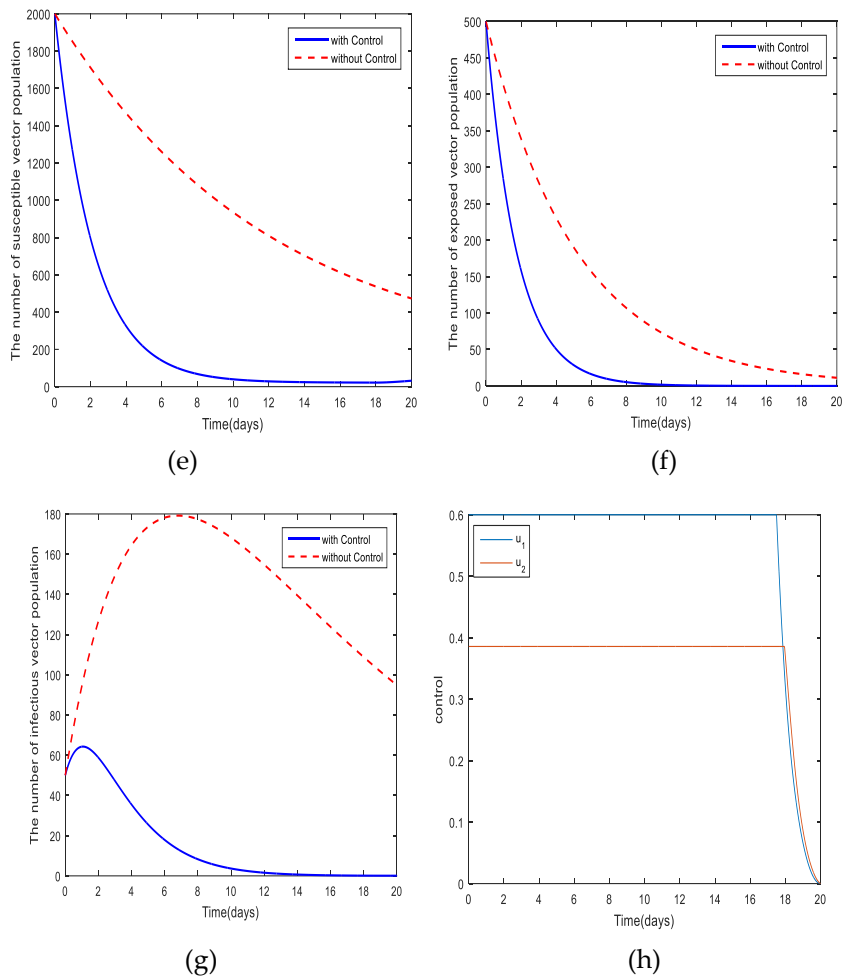 The number of susceptible vector population
2000
1800
1600
1400
1200
1000
800
600
400
200
0
with Control
without Control
0 2 4 6 8 10 12 14 16 18 20
Time(days)
(e)
The number of exposed vector population
500
450
400
350
300
250
200
150
100
50
0
with Control
without Control
0 2 4 6 8 10 12 14 16 18 20
Time(days)
(f)
The number of infectious vector population
180
160
140
120
100
80
60
40
20
0
with Control
without Control
0 2 4 6 8 10 12 14 16 18 20
Time(days)
(g)
control
0.6
0.5
0.4
0.3
0.2
0.1
0
u_1
u_2
0 2 4 6 8 10 12 14 16 18 20
Time(days)
(h)